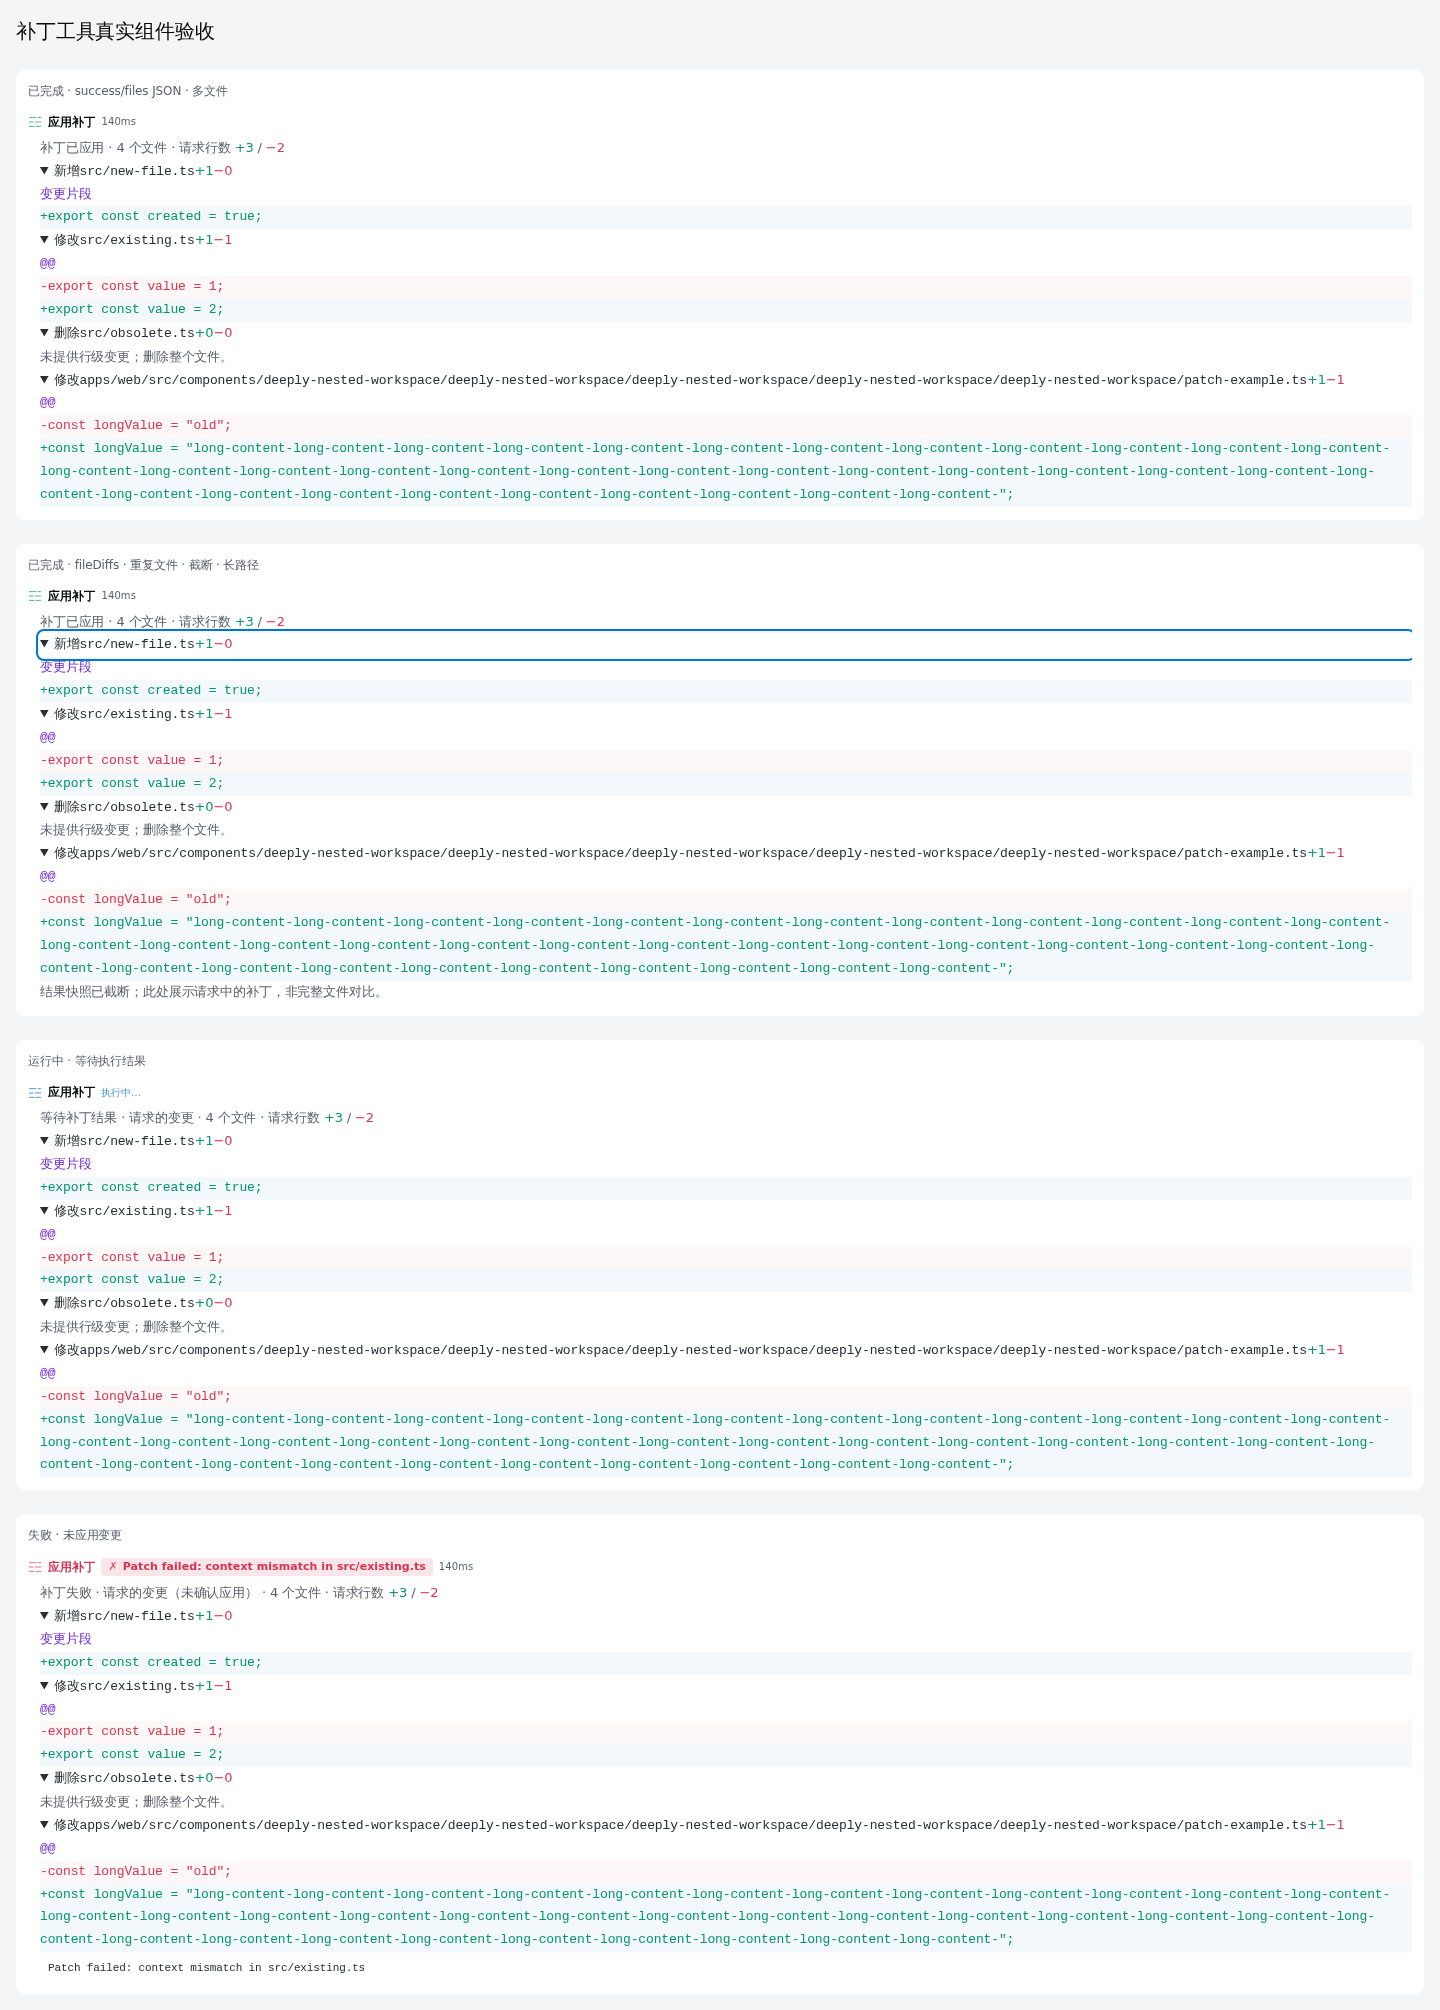 补丁工具真实组件验收
已完成 · success/files JSON · 多文件
应用补丁 140ms
补丁已应用 · 4 个文件 · 请求行数 +3 / −2
▼ 新增src/new-file.ts+1−0
变更片段
+export const created = true;
▼ 修改src/existing.ts+1−1
@@
-export const value = 1;
+export const value = 2;
▼ 删除src/obsolete.ts+0−0
未提供行级变更；删除整个文件。
▼ 修改apps/web/src/components/deeply-nested-workspace/deeply-nested-workspace/deeply-nested-workspace/deeply-nested-workspace/deeply-nested-workspace/patch-example.ts+1−1
@@
-const longValue = "old";
+const longValue = "long-content-long-content-long-content-long-content-long-content-long-content-long-content-long-content-long-content-long-content-long-content-long-content-
long-content-long-content-long-content-long-content-long-content-long-content-long-content-long-content-long-content-long-content-long-content-long-content-long-content-long-
content-long-content-long-content-long-content-long-content-long-content-long-content-long-content-long-content-long-content-";
已完成 · fileDiffs · 重复文件 · 截断 · 长路径
应用补丁 140ms
补丁已应用 · 4 个文件 · 请求行数 +3 / −2
▼ 新增src/new-file.ts+1−0
变更片段
+export const created = true;
▼ 修改src/existing.ts+1−1
@@
-export const value = 1;
+export const value = 2;
▼ 删除src/obsolete.ts+0−0
未提供行级变更；删除整个文件。
▼ 修改apps/web/src/components/deeply-nested-workspace/deeply-nested-workspace/deeply-nested-workspace/deeply-nested-workspace/deeply-nested-workspace/patch-example.ts+1−1
@@
-const longValue = "old";
+const longValue = "long-content-long-content-long-content-long-content-long-content-long-content-long-content-long-content-long-content-long-content-long-content-long-content-
long-content-long-content-long-content-long-content-long-content-long-content-long-content-long-content-long-content-long-content-long-content-long-content-long-content-long-
content-long-content-long-content-long-content-long-content-long-content-long-content-long-content-long-content-long-content-";
结果快照已截断；此处展示请求中的补丁，非完整文件对比。
运行中 · 等待执行结果
应用补丁 执行中…
等待补丁结果 · 请求的变更 · 4 个文件 · 请求行数 +3 / −2
▼ 新增src/new-file.ts+1−0
变更片段
+export const created = true;
▼ 修改src/existing.ts+1−1
@@
-export const value = 1;
+export const value = 2;
▼ 删除src/obsolete.ts+0−0
未提供行级变更；删除整个文件。
▼ 修改apps/web/src/components/deeply-nested-workspace/deeply-nested-workspace/deeply-nested-workspace/deeply-nested-workspace/deeply-nested-workspace/patch-example.ts+1−1
@@
-const longValue = "old";
+const longValue = "long-content-long-content-long-content-long-content-long-content-long-content-long-content-long-content-long-content-long-content-long-content-long-content-
long-content-long-content-long-content-long-content-long-content-long-content-long-content-long-content-long-content-long-content-long-content-long-content-long-content-long-
content-long-content-long-content-long-content-long-content-long-content-long-content-long-content-long-content-long-content-";
失败 · 未应用变更
应用补丁 ✗ Patch failed: context mismatch in src/existing.ts 140ms
补丁失败 · 请求的变更（未确认应用） · 4 个文件 · 请求行数 +3 / −2
▼ 新增src/new-file.ts+1−0
变更片段
+export const created = true;
▼ 修改src/existing.ts+1−1
@@
-export const value = 1;
+export const value = 2;
▼ 删除src/obsolete.ts+0−0
未提供行级变更；删除整个文件。
▼ 修改apps/web/src/components/deeply-nested-workspace/deeply-nested-workspace/deeply-nested-workspace/deeply-nested-workspace/deeply-nested-workspace/patch-example.ts+1−1
@@
-const longValue = "old";
+const longValue = "long-content-long-content-long-content-long-content-long-content-long-content-long-content-long-content-long-content-long-content-long-content-long-content-
long-content-long-content-long-content-long-content-long-content-long-content-long-content-long-content-long-content-long-content-long-content-long-content-long-content-long-
content-long-content-long-content-long-content-long-content-long-content-long-content-long-content-long-content-long-content-";
Patch failed: context mismatch in src/existing.ts